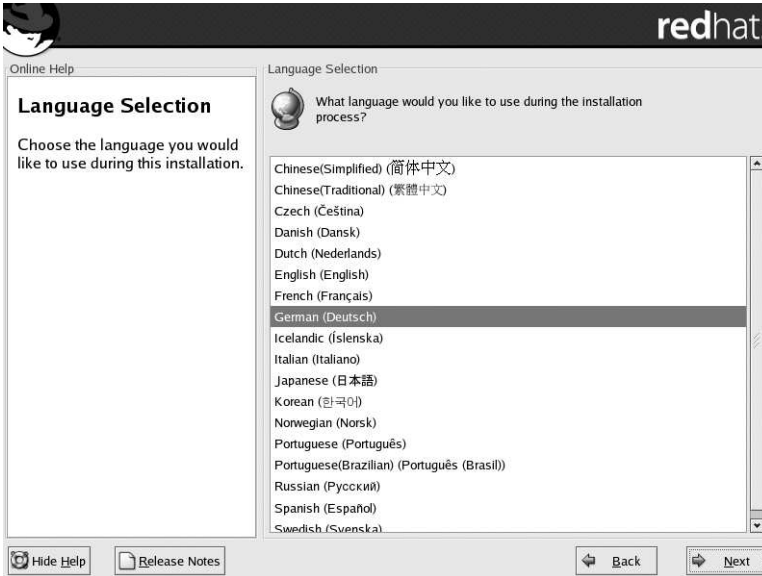 redhat.
Online Help
Language Selection
Choose the language you would
like to use during this installation.
Language Selection
What language would you like to use during the installation
process?
Chinese(Simplified) (简体中文)
Chinese(Traditional) (繁體中文)
Czech (Čeština)
Danish (Dansk)
Dutch (Nederlands)
English (English)
French (Français)
German (Deutsch)
Icelandic (Íslenska)
Italian (Italiano)
Japanese (日本語)
Korean (한국어)
Norwegian (Norsk)
Portuguese (Português)
Portuguese(Brazilian) (Português (Brasil))
Russian (Русский)
Spanish (Español)
Swedish (Svenska)
Hide Help
Release Notes
Back
Next